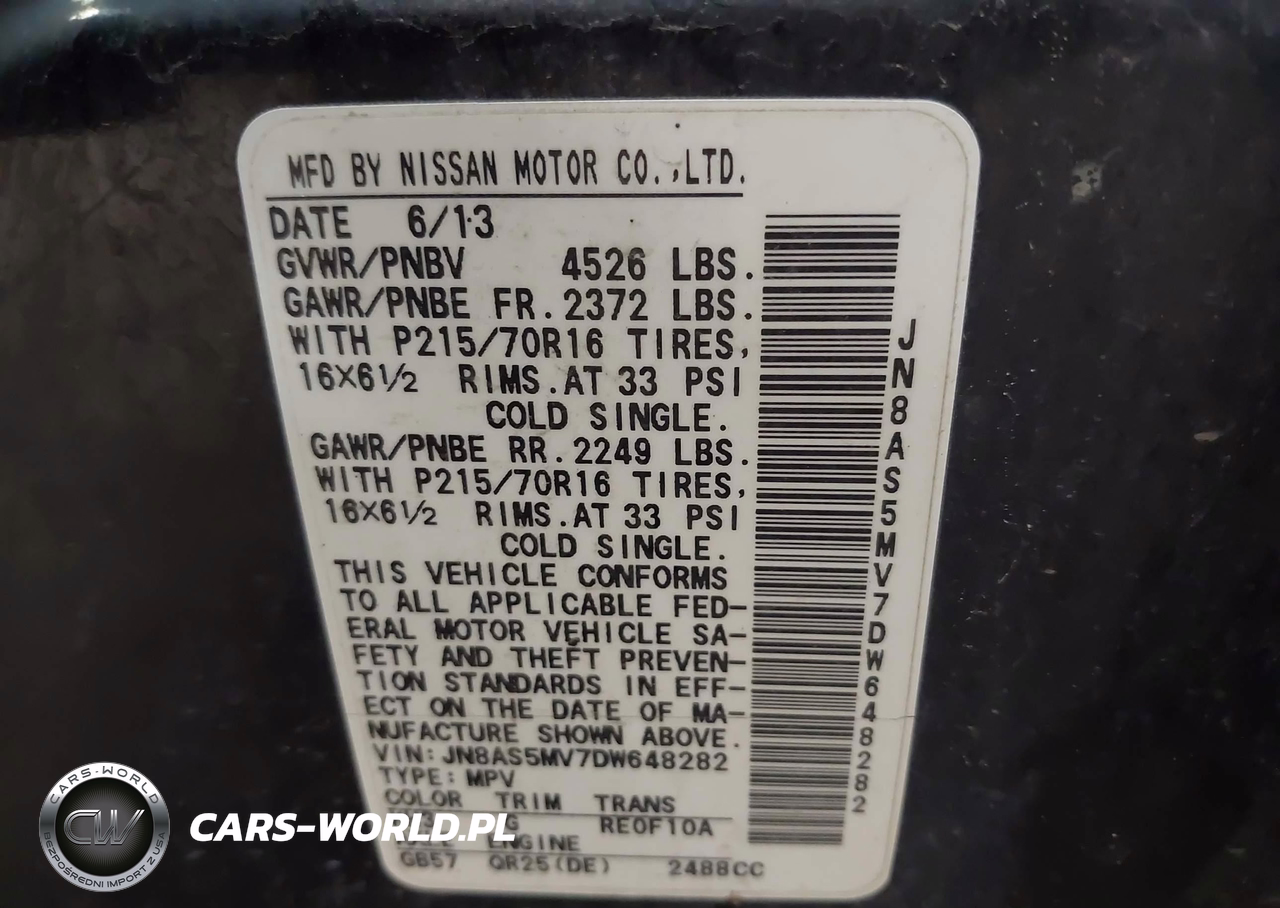 MFD BY NISSAN MOTOR CO.,LTD.
DATE 6/13
GVWR/PNBV 4526 LBS.
GAWR/PNBE FR.2372 LBS.
WITH P215/70R16 TIRES,
16X6½ RIMS.AT 33 PSI
COLD SINGLE.
GAWR/PNBE RR.2249 LBS.
WITH P215/70R16 TIRES,
16X6½ RIMS.AT 33 PSI
COLD SINGLE.
THIS VEHICLE CONFORMS
TO ALL APPLICABLE FED-
ERAL MOTOR VEHICLE SA-
FETY AND THEFT PREVEN-
TION STANDARDS IN EFF-
ECT ON THE DATE OF MA-
NUFACTURE SHOWN ABOVE.
VIN:JN8AS5MV7DW648282
TYPE:MPV
COLOR TRIM TRANS
G RE0F10A
ENGINE
GB57 QR25(DE) 2488CC
JN8AS5MV7DW648282
CARS-WORLD
CW
BEZPOŚREDNI IMPORT Z USA
CARS-WORLD.PL